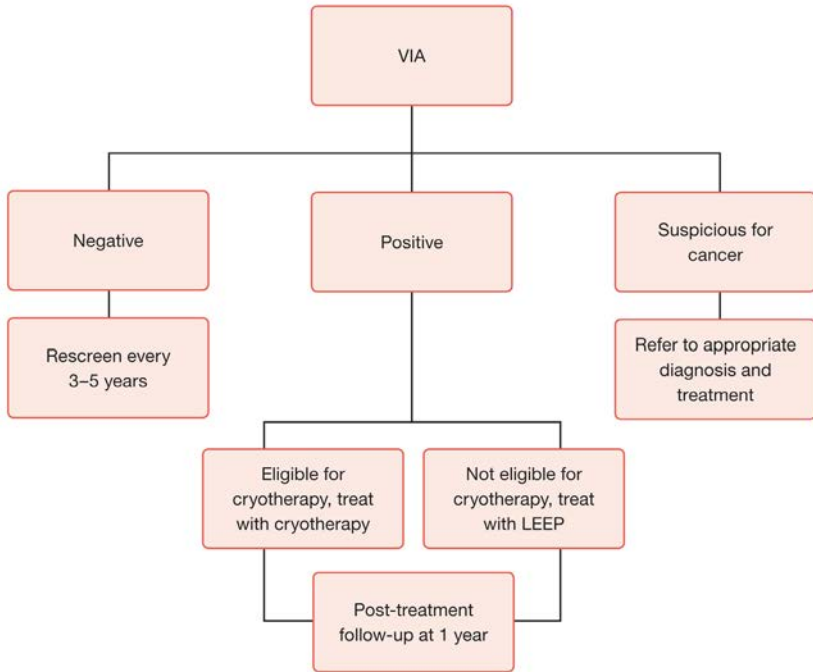 VIA
Negative
Positive
Suspicious for
cancer
Rescreen every
3–5 years
Refer to appropriate
diagnosis and
treatment
Eligible for
cryotherapy, treat
with cryotherapy
Not eligible for
cryotherapy, treat
with LEEP
Post-treatment
follow-up at 1 year